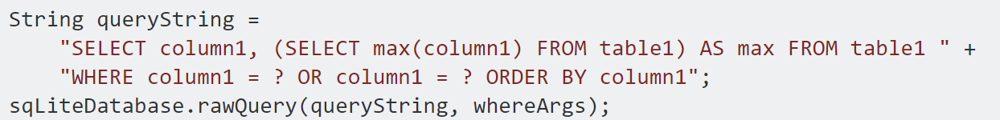 String queryString =
    "SELECT column1, (SELECT max(column1) FROM table1) AS max FROM table1 " +
    "WHERE column1 = ? OR column1 = ? ORDER BY column1";
sqLiteDatabase.rawQuery(queryString, whereArgs);